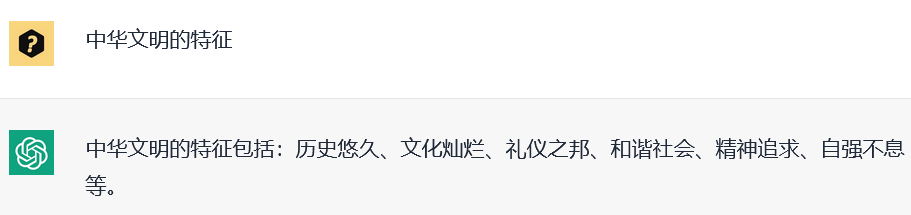 中华文明的特征
中华文明的特征包括：历史悠久、文化灿烂、礼仪之邦、和谐社会、精神追求、自强不息
等。